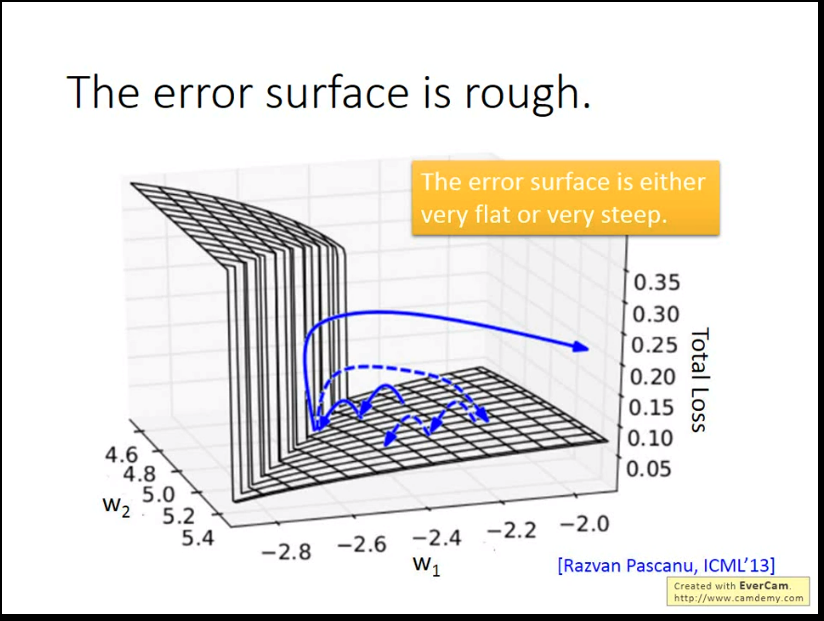 The error surface is rough.
The error surface is either
very flat or very steep.
0.35
0.30
0.25
0.20
0.15
0.10
0.05
Total Loss
4.6
4.8
5.0
5.2
5.4
w2
−2.8
−2.6
−2.4
−2.2
−2.0
w1
[Razvan Pascanu, ICML’13]
Created with EverCam.
http://www.camdemy.com